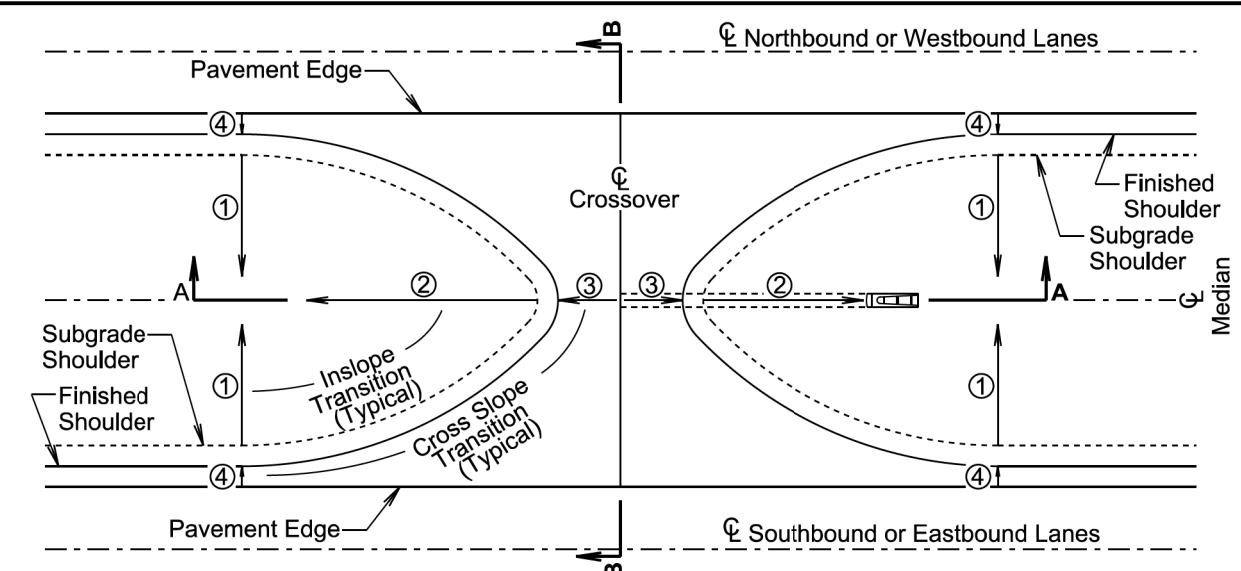 B
℄ Northbound or Westbound Lanes
Pavement Edge
④
④
℄
Crossover
Finished
Shoulder
①
①
Subgrade
Shoulder
A
②
③
③
②
A
℄
Median
Subgrade
Shoulder
Finished
Shoulder
①
Inslope
Transition
(Typical)
Cross Slope
Transition
(Typical)
①
④
④
Pavement Edge
℄ Southbound or Eastbound Lanes
B